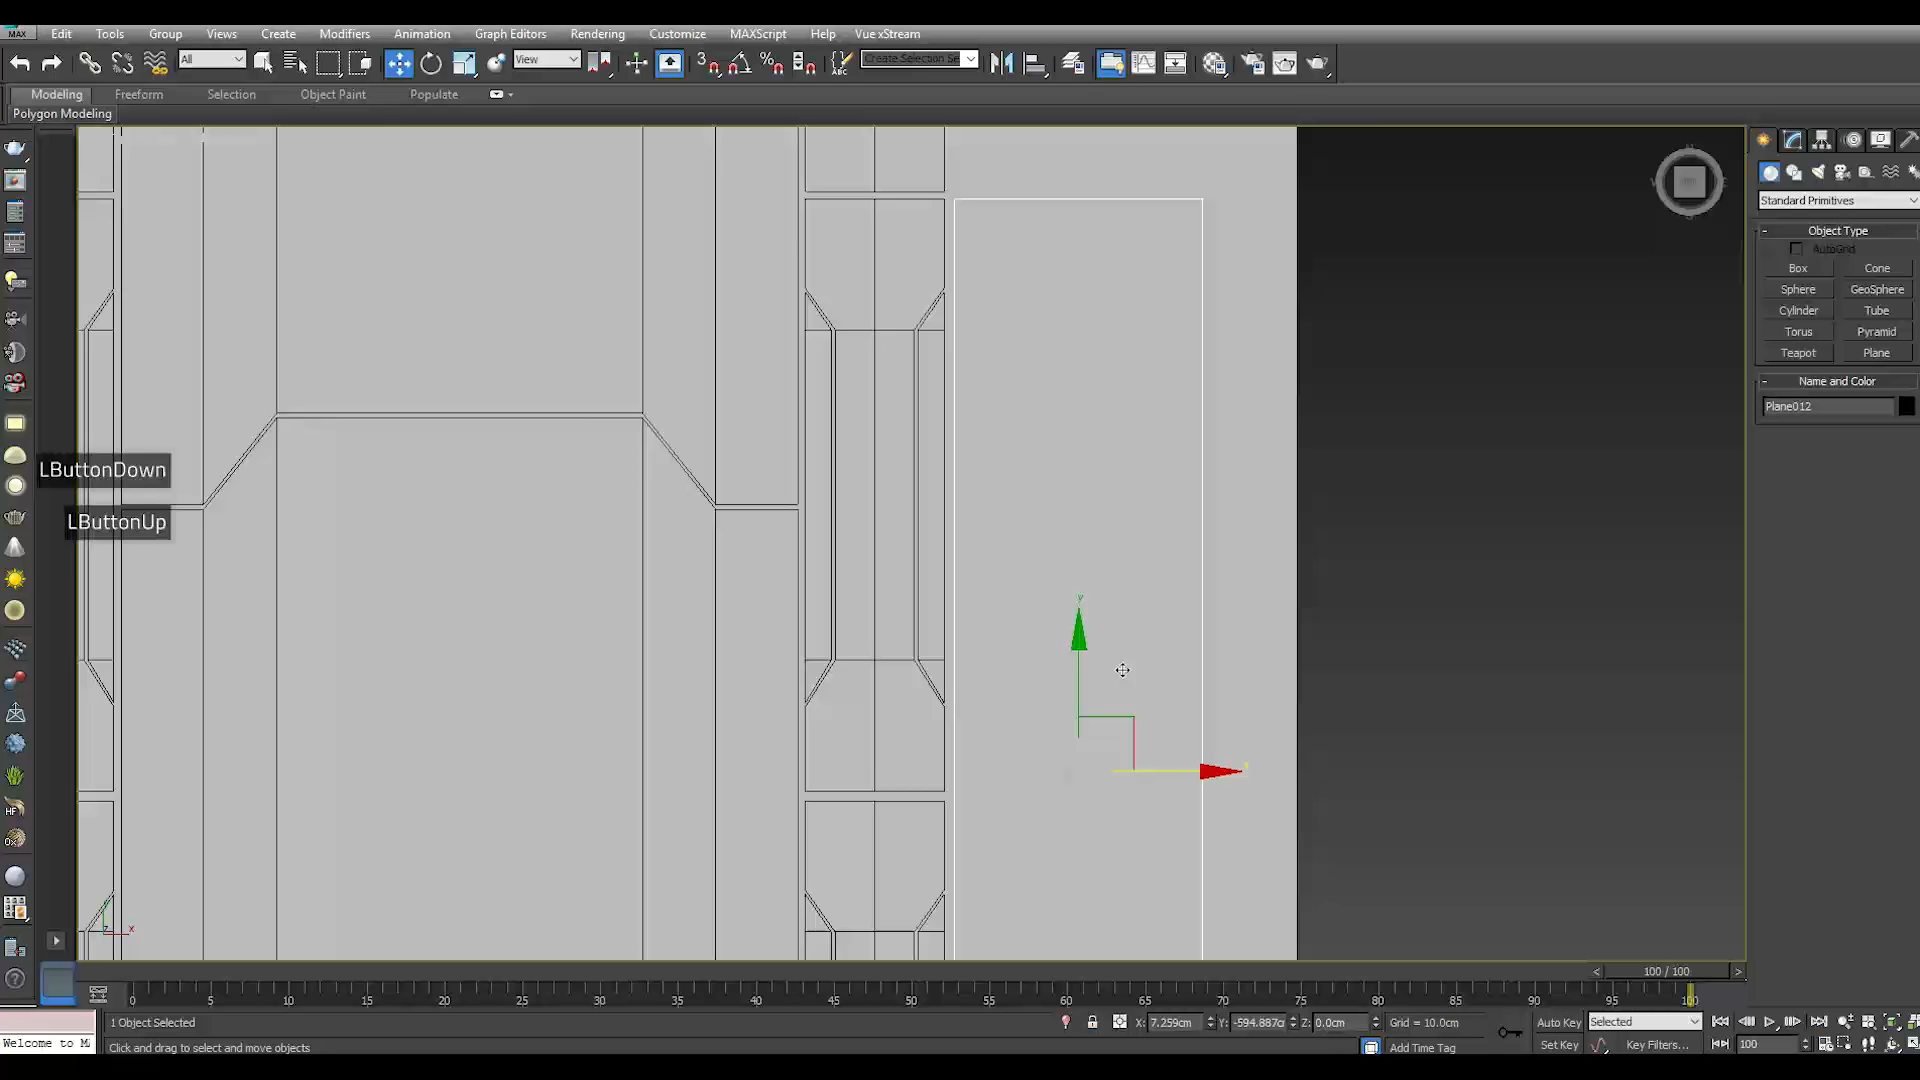 MAX Edit Tools Group Views Create Modifiers Animation Graph Editors Rendering Customize MAXScript Help Vue xStream
All View Create Selection Se
Modeling Freeform Selection Object Paint Populate
Polygon Modeling
Standard Primitives
- Object Type
AutoGrid
Box Cone
Sphere GeoSphere
Cylinder Tube
Torus Pyramid
Teapot Plane
- Name and Color
Plane012
LButtonDown
LButtonUp
y
x
HF
x
< 100 / 100 >
0 5 10 15 20 25 30 35 40 45 50 55 60 65 70 75 80 85 90 95 100
1 Object Selected X: 7.259cm Y: -594.887c Z: 0.0cm Grid = 10.0cm Auto Key Selected
Welcome to M
Click and drag to select and move objects Add Time Tag Set Key Key Filters... 100